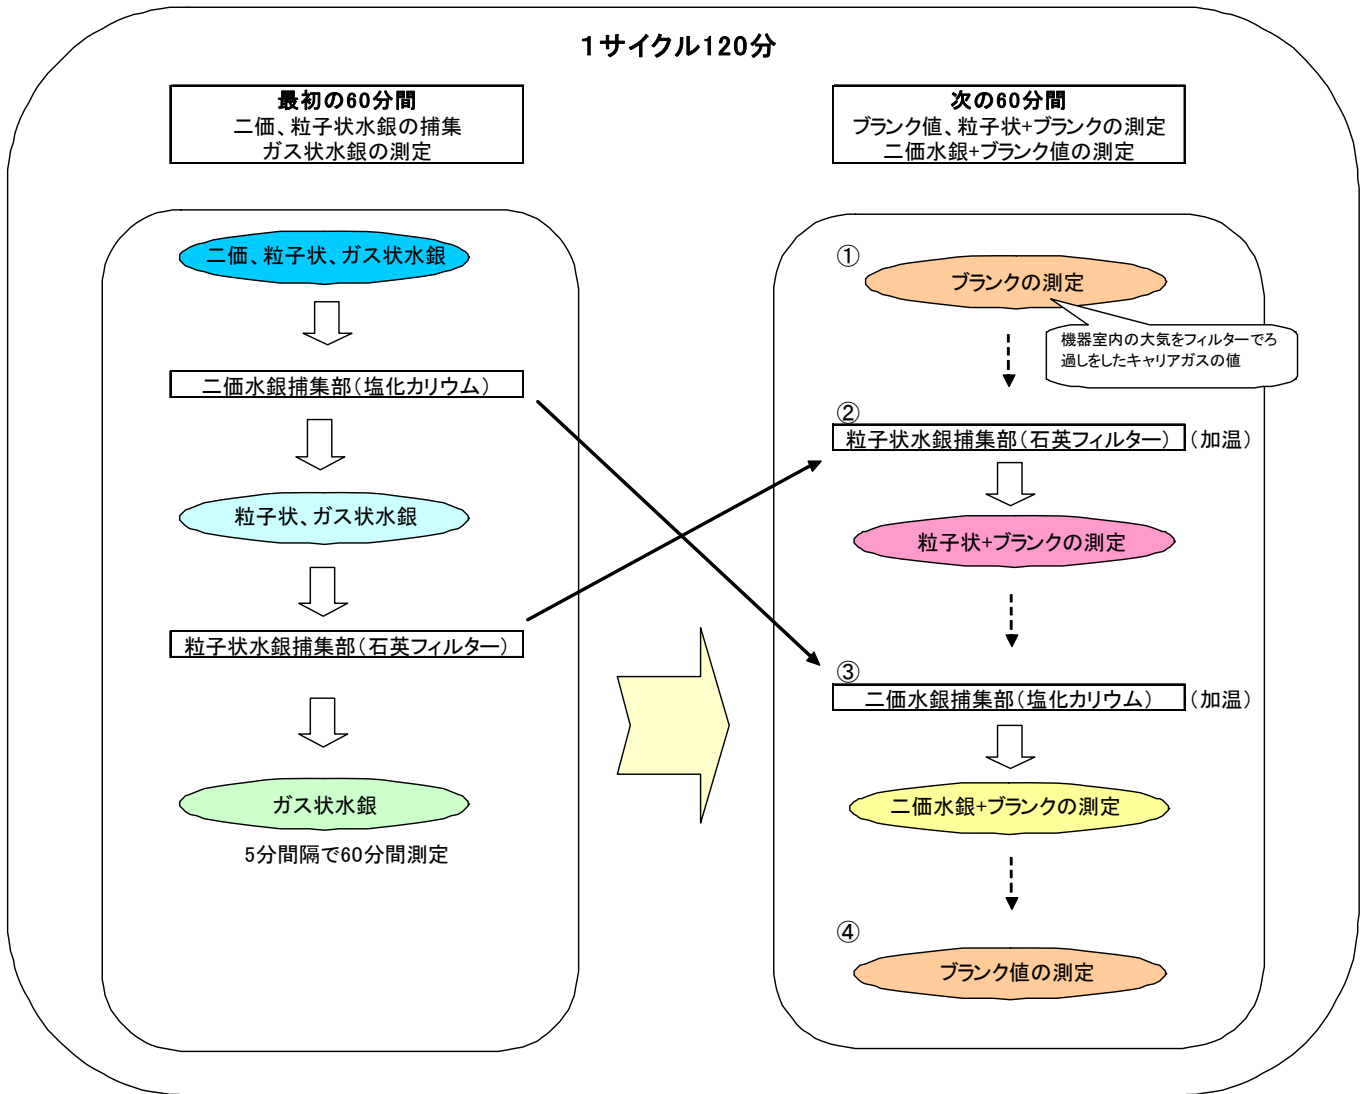 １サイクル120分
最初の60分間
二価、粒子状水銀の捕集
ガス状水銀の測定
二価、粒子状、ガス状水銀
二価水銀捕集部（塩化カリウム）
粒子状、ガス状水銀
粒子状水銀捕集部（石英フィルター）
ガス状水銀
5分間隔で60分間測定
次の60分間
ブランク値、粒子状+ブランクの測定
二価水銀+ブランク値の測定
①
ブランクの測定
機器室内の大気をフィルターでろ
過しをしたキャリアガスの値
②
粒子状水銀捕集部（石英フィルター）（加温）
粒子状+ブランクの測定
③
二価水銀捕集部（塩化カリウム）（加温）
二価水銀+ブランクの測定
④
ブランク値の測定